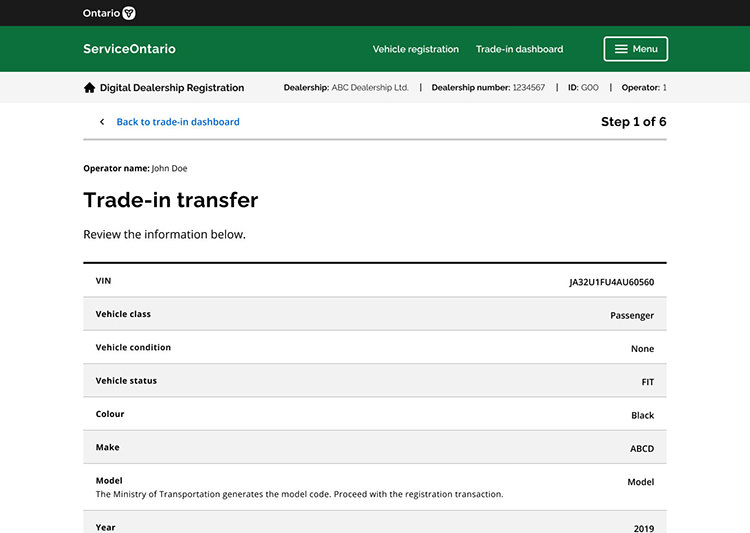 Ontario
ServiceOntario Vehicle registration Trade-in dashboard Menu
Digital Dealership Registration Dealership: ABC Dealership Ltd. | Dealership number: 1234567 | ID: GOO | Operator: 1
Back to trade-in dashboard Step 1 of 6
Operator name: John Doe
Trade-in transfer
Review the information below.
VIN JA32U1FU4AU60560
Vehicle class Passenger
Vehicle condition None
Vehicle status FIT
Colour Black
Make ABCD
Model Model
The Ministry of Transportation generates the model code. Proceed with the registration transaction.
Year 2019